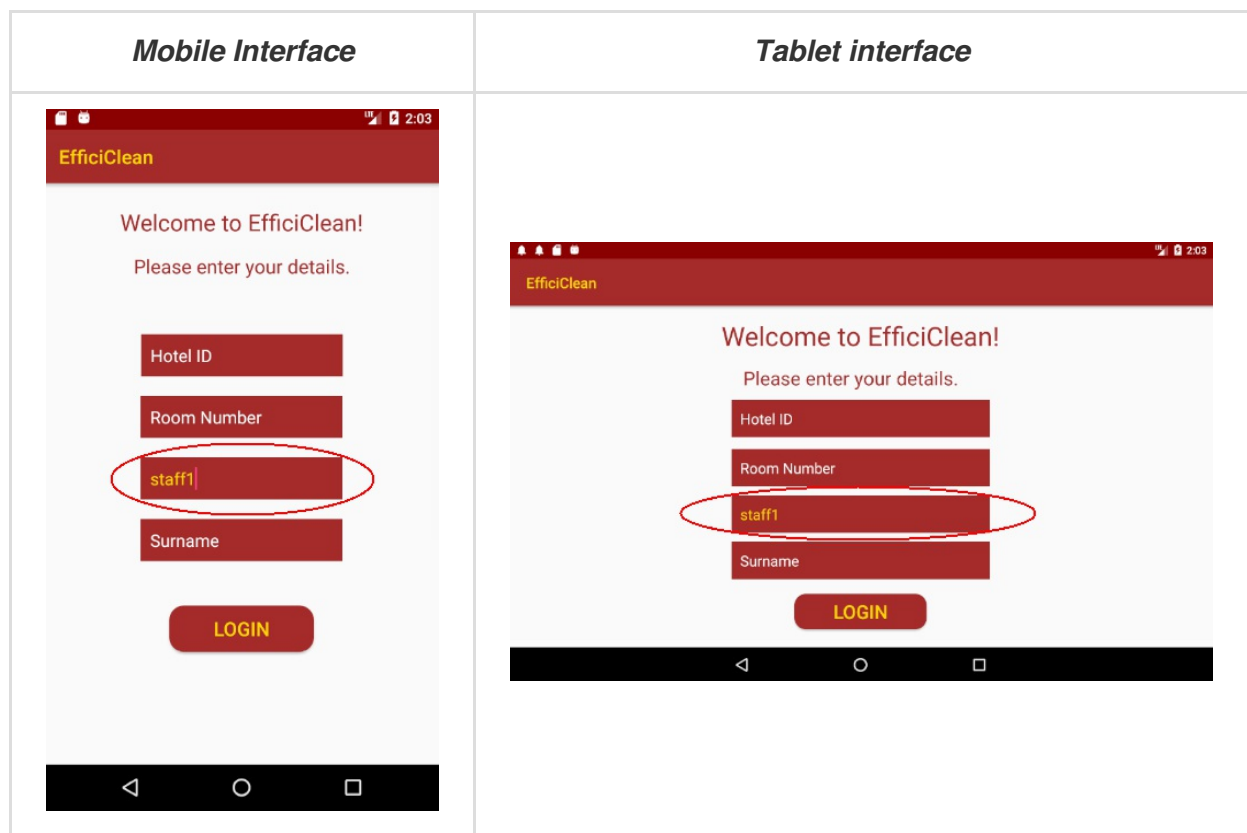 Mobile Interface
Tablet interface
LTE 2:03
EfficiClean
Welcome to EfficiClean!
Please enter your details.
Hotel ID
Room Number
staff1
Surname
LOGIN
LTE 2:03
EfficiClean
Welcome to EfficiClean!
Please enter your details.
Hotel ID
Room Number
staff1
Surname
LOGIN